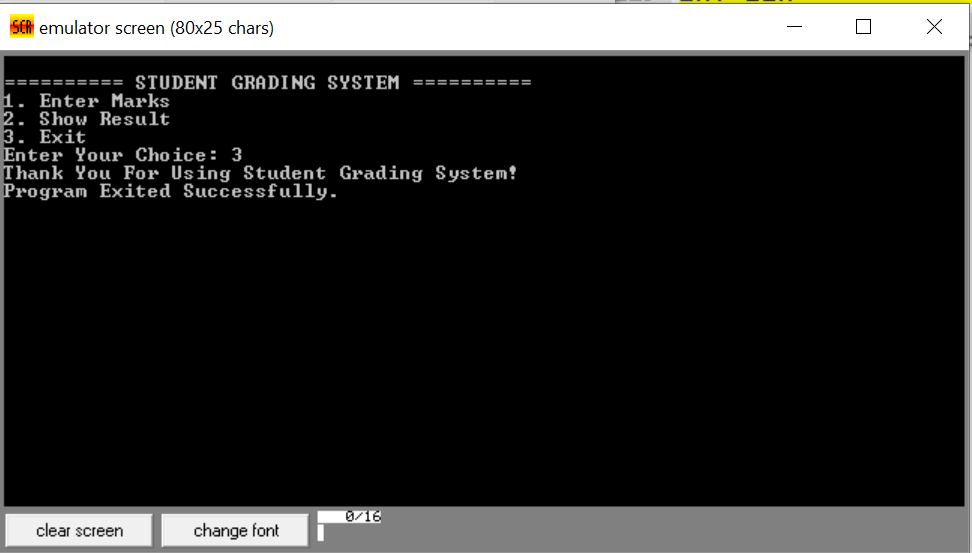 SCR emulator screen (80x25 chars)
========== STUDENT GRADING SYSTEM ==========
1. Enter Marks
2. Show Result
3. Exit
Enter Your Choice: 3
Thank You For Using Student Grading System!
Program Exited Successfully.
clear screen
change font
0/16